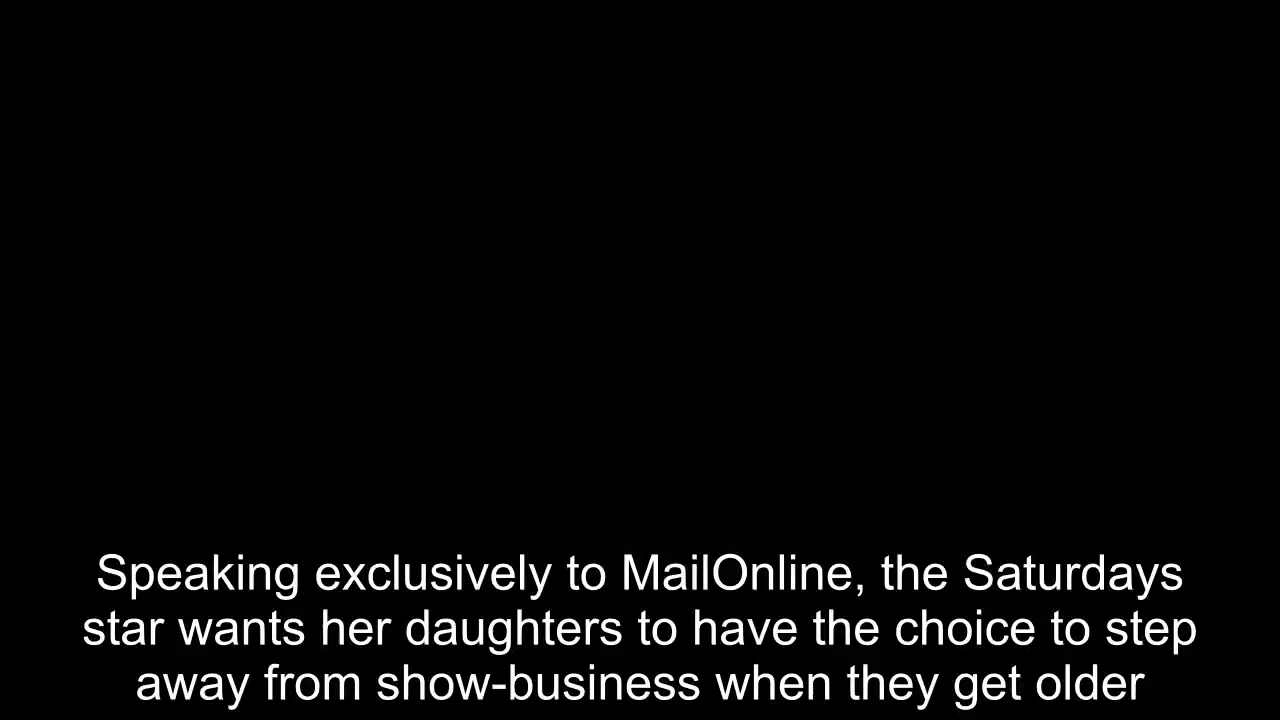 Speaking exclusively to MailOnline, the Saturdays
star wants her daughters to have the choice to step
away from show-business when they get older